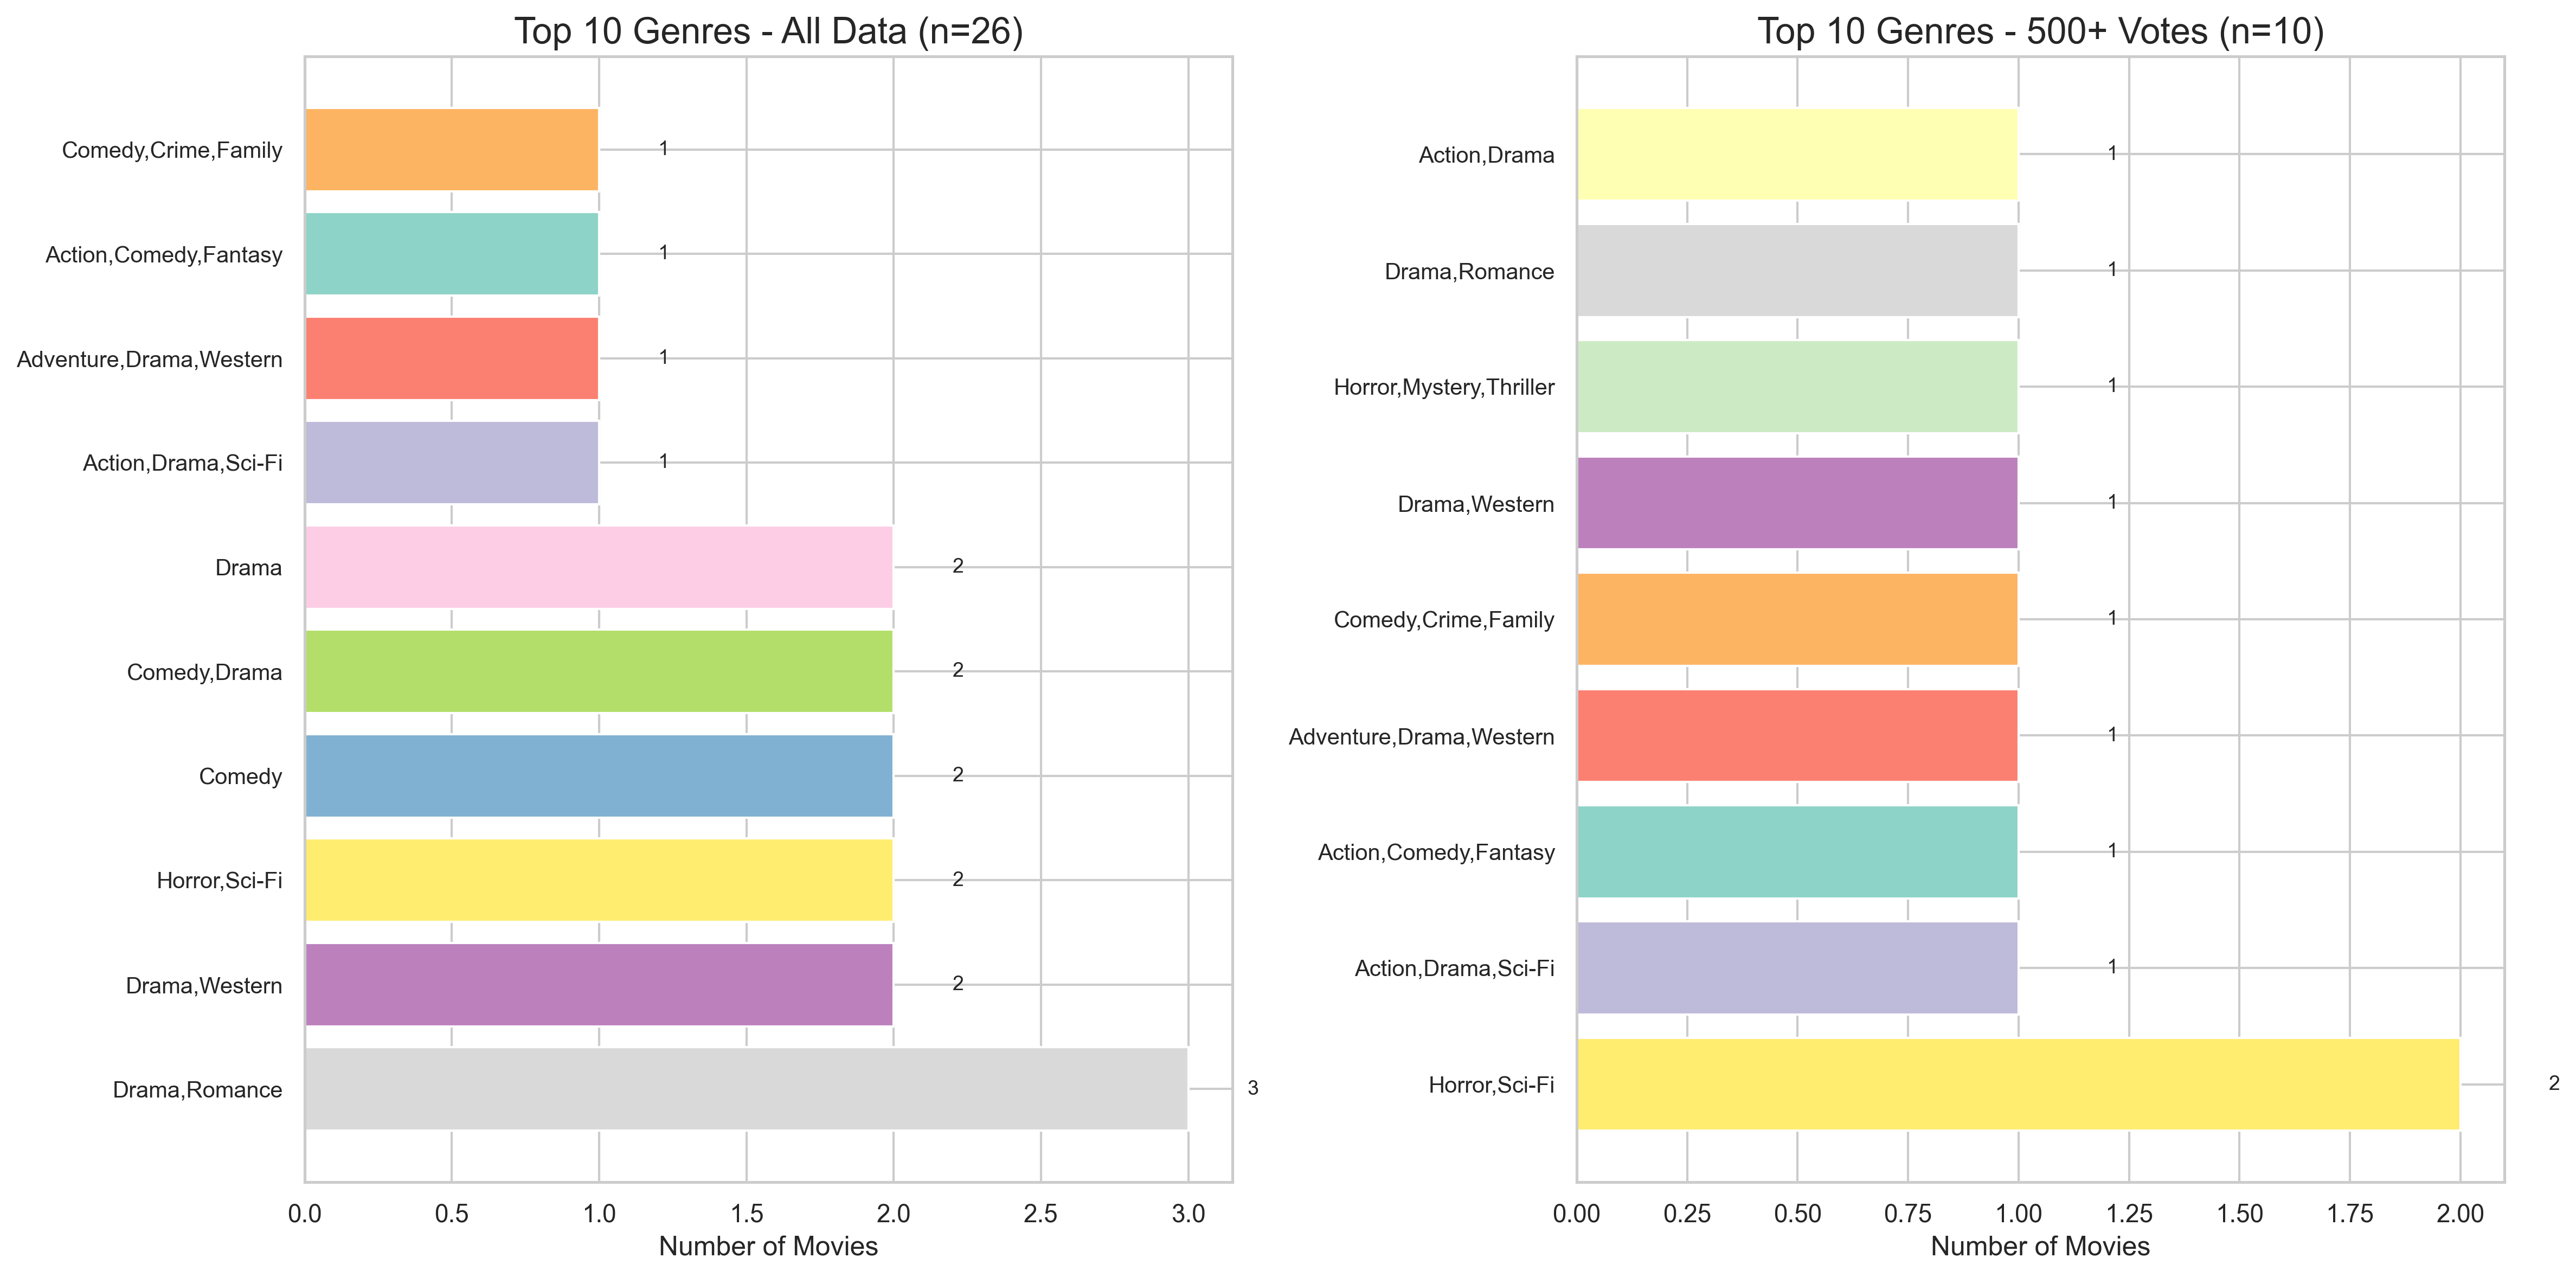 Top 10 Genres - All Data (n=26)
Comedy,Crime,Family
1
Action,Comedy,Fantasy
1
Adventure,Drama,Western
1
Action,Drama,Sci-Fi
1
Drama
2
Comedy,Drama
2
Comedy
2
Horror,Sci-Fi
2
Drama,Western
2
Drama,Romance
3
0.0 0.5 1.0 1.5 2.0 2.5 3.0
Number of Movies
Top 10 Genres - 500+ Votes (n=10)
Action,Drama
1
Drama,Romance
1
Horror,Mystery,Thriller
1
Drama,Western
1
Comedy,Crime,Family
1
Adventure,Drama,Western
1
Action,Comedy,Fantasy
1
Action,Drama,Sci-Fi
1
Horror,Sci-Fi
2
0.00 0.25 0.50 0.75 1.00 1.25 1.50 1.75 2.00
Number of Movies